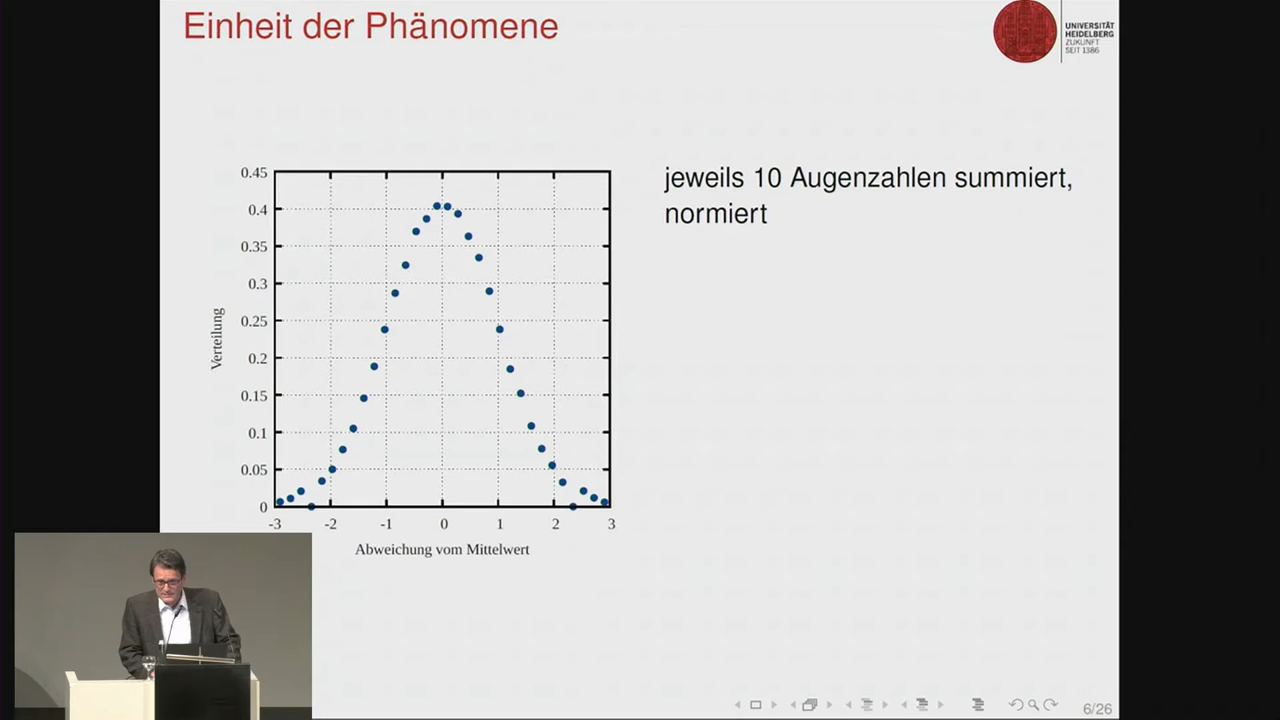 Einheit der Phänomene
UNIVERSITÄT
HEIDELBERG
ZUKUNFT
SEIT 1386
jeweils 10 Augenzahlen summiert,
normiert
0.45
0.4
0.35
0.3
0.25
0.2
0.15
0.1
0.05
0
Verteilung
-3 -2 -1 0 1 2 3
Abweichung vom Mittelwert
6/26